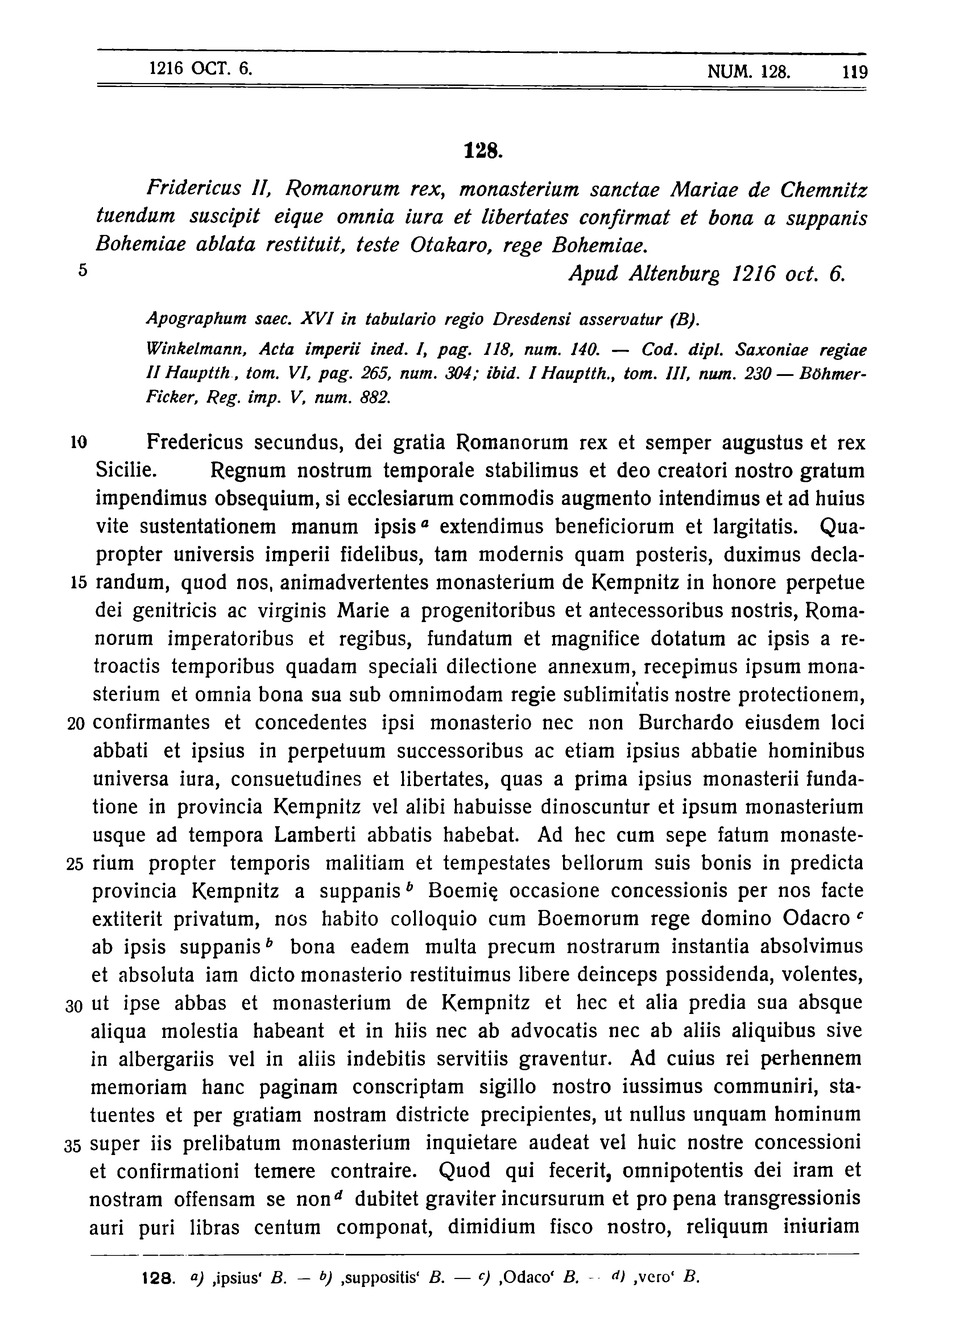 1216 OCT. 6. NUM. 128. 119
128.
Fridericus II, Romanorum rex, monasterium sanctae Mariae de Chemnitz
tuendum suscipit eique omnia iura et libertates confirmat et bona a suppanis
Bohemiae ablata restituit, teste Otakaro, rege Bohemiae.
5 Apud Altenburg 1216 oct. 6.
Apographum saec. XVI in tabulario regio Dresdensi asservatur (B).
Winkelmann, Acta imperii ined. I, pag. 118, num. 140. — Cod. dipl. Saxoniae regiae
II Hauptth., tom. VI, pag. 265, num. 304; ibid. I Hauptth., tom. III, num. 230 — Böhmer-
Ficker, Reg. imp. V, num. 882.
10 Fredericus secundus, dei gratia Romanorum rex et semper augustus et rex
Sicilie. Regnum nostrum temporale stabilimus et deo creatori nostro gratum
impendimus obsequium, si ecclesiarum commodis augmento intendimus et ad huius
vite sustentationem manum ipsis a extendimus beneficiorum et largitatis. Qua-
propter universis imperii fidelibus, tam modernis quam posteris, duximus decla-
15 randum, quod nos, animadvertentes monasterium de Kempnitz in honore perpetue
dei genitricis ac virginis Marie a progenitoribus et antecessoribus nostris, Roma-
norum imperatoribus et regibus, fundatum et magnifice dotatum ac ipsis a re-
troactis temporibus quadam speciali dilectione annexum, recepimus ipsum mona-
sterium et omnia bona sua sub omnimodam regie sublimitatis nostre protectionem,
20 confirmantes et concedentes ipsi monasterio nec non Burchardo eiusdem loci
abbati et ipsius in perpetuum successoribus ac etiam ipsius abbatie hominibus
universa iura, consuetudines et libertates, quas a prima ipsius monasterii funda-
tione in provincia Kempnitz vel alibi habuisse dinoscuntur et ipsum monasterium
usque ad tempora Lamberti abbatis habebat. Ad hec cum sepe fatum monaste-
25 rium propter temporis malitiam et tempestates bellorum suis bonis in predicta
provincia Kempnitz a suppanis b Boemię occasione concessionis per nos facte
extiterit privatum, nos habito colloquio cum Boemorum rege domino Odacro c
ab ipsis suppanis b bona eadem multa precum nostrarum instantia absolvimus
et absoluta iam dicto monasterio restituimus libere deinceps possidenda, volentes,
30 ut ipse abbas et monasterium de Kempnitz et hec et alia predia sua absque
aliqua molestia habeant et in hiis nec ab advocatis nec ab aliis aliquibus sive
in albergariis vel in aliis indebitis servitiis graventur. Ad cuius rei perhennem
memoriam hanc paginam conscriptam sigillo nostro iussimus communiri, sta-
tuentes et per gratiam nostram districte precipientes, ut nullus unquam hominum
35 super iis prelibatum monasterium inquietare audeat vel huic nostre concessioni
et confirmationi temere contraire. Quod qui fecerit, omnipotentis dei iram et
nostram offensam se non d dubitet graviter incursurum et pro pena transgressionis
auri puri libras centum componat, dimidium fisco nostro, reliquum iniuriam
128. a) ‚ipsius‘ B. — b) ‚suppositis‘ B. — c) ‚Odaco‘ B. — d) ‚vero‘ B.